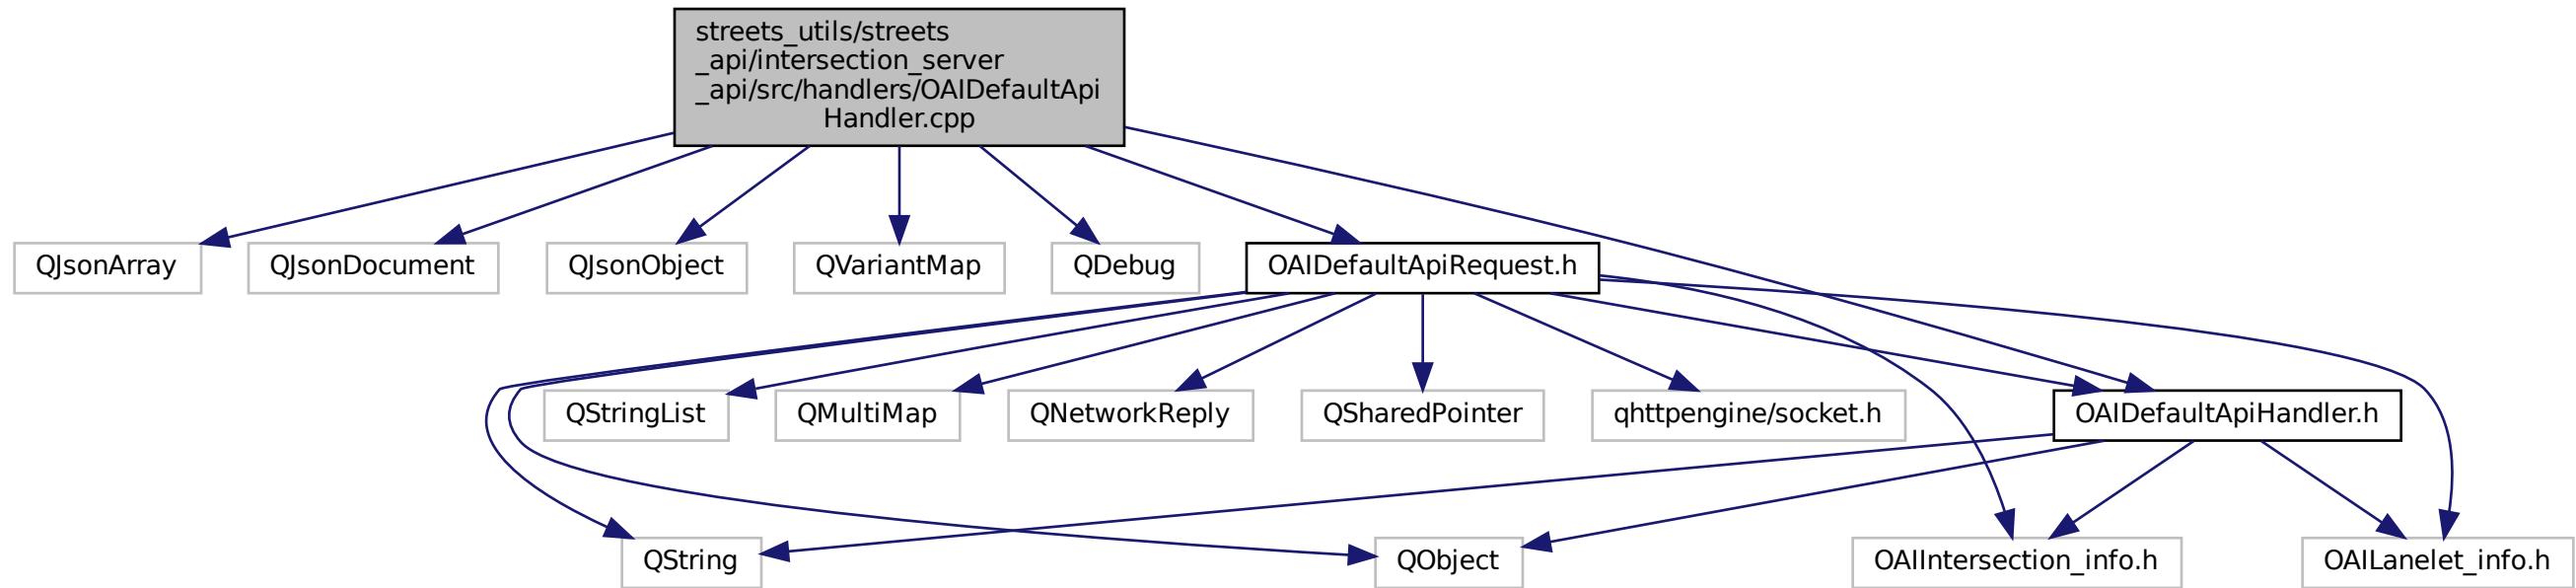 streets_utils/streets
_api/intersection_server
_api/src/handlers/OAIDefaultApi
Handler.cpp
QJsonArray
QJsonDocument
QJsonObject
QVariantMap
QDebug
OAIDefaultApiRequest.h
QStringList
QMultiMap
QNetworkReply
QSharedPointer
qhttpengine/socket.h
OAIDefaultApiHandler.h
QString
QObject
OAIIntersection_info.h
OAILanelet_info.h